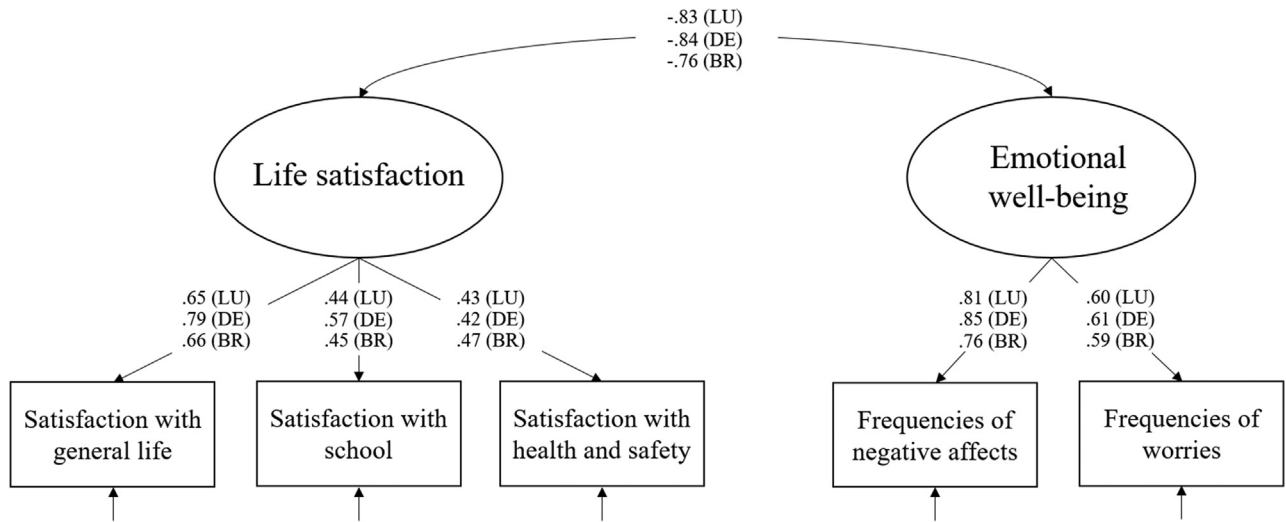 -.83 (LU)
-.84 (DE)
-.76 (BR)
Life satisfaction
Emotional
well-being
.65 (LU)
.79 (DE)
.66 (BR)
.44 (LU)
.57 (DE)
.45 (BR)
.43 (LU)
.42 (DE)
.47 (BR)
.81 (LU)
.85 (DE)
.76 (BR)
.60 (LU)
.61 (DE)
.59 (BR)
Satisfaction with
general life
Satisfaction with
school
Satisfaction with
health and safety
Frequencies of
negative affects
Frequencies of
worries